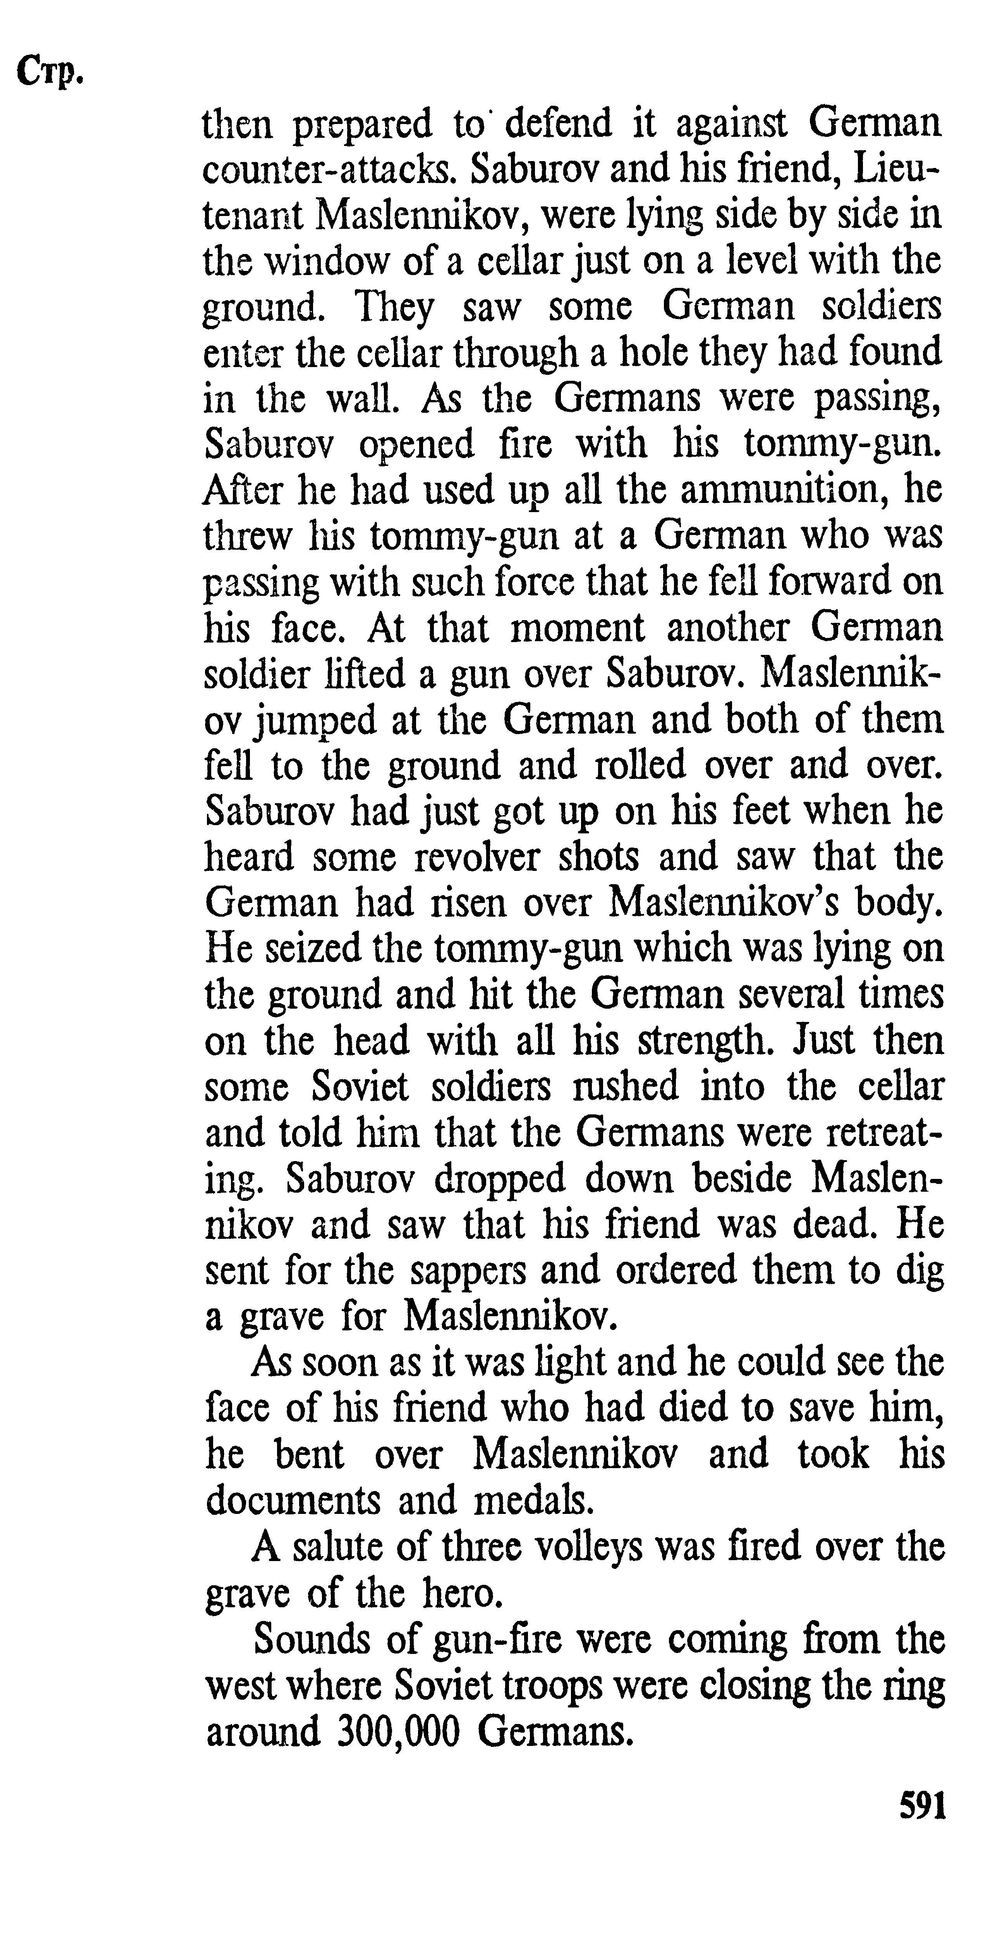 Стр.
then prepared to defend it against German
counter-attacks. Saburov and his friend, Lieu-
tenant Maslennikov, were lying side by side in
the window of a cellar just on a level with the
ground. They saw some German soldiers
enter the cellar through a hole they had found
in the wall. As the Germans were passing,
Saburov opened fire with his tommy-gun.
After he had used up all the ammunition, he
threw his tommy-gun at a German who was
passing with such force that he fell forward on
his face. At that moment another German
soldier lifted a gun over Saburov. Maslennik-
ov jumped at the German and both of them
fell to the ground and rolled over and over.
Saburov had just got up on his feet when he
heard some revolver shots and saw that the
German had risen over Maslennikov's body.
He seized the tommy-gun which was lying on
the ground and hit the German several times
on the head with all his strength. Just then
some Soviet soldiers rushed into the cellar
and told him that the Germans were retreat-
ing. Saburov dropped down beside Maslen-
nikov and saw that his friend was dead. He
sent for the sappers and ordered them to dig
a grave for Maslennikov.
As soon as it was light and he could see the
face of his friend who had died to save him,
he bent over Maslennikov and took his
documents and medals.
A salute of three volleys was fired over the
grave of the hero.
Sounds of gun-fire were coming from the
west where Soviet troops were closing the ring
around 300,000 Germans.
591